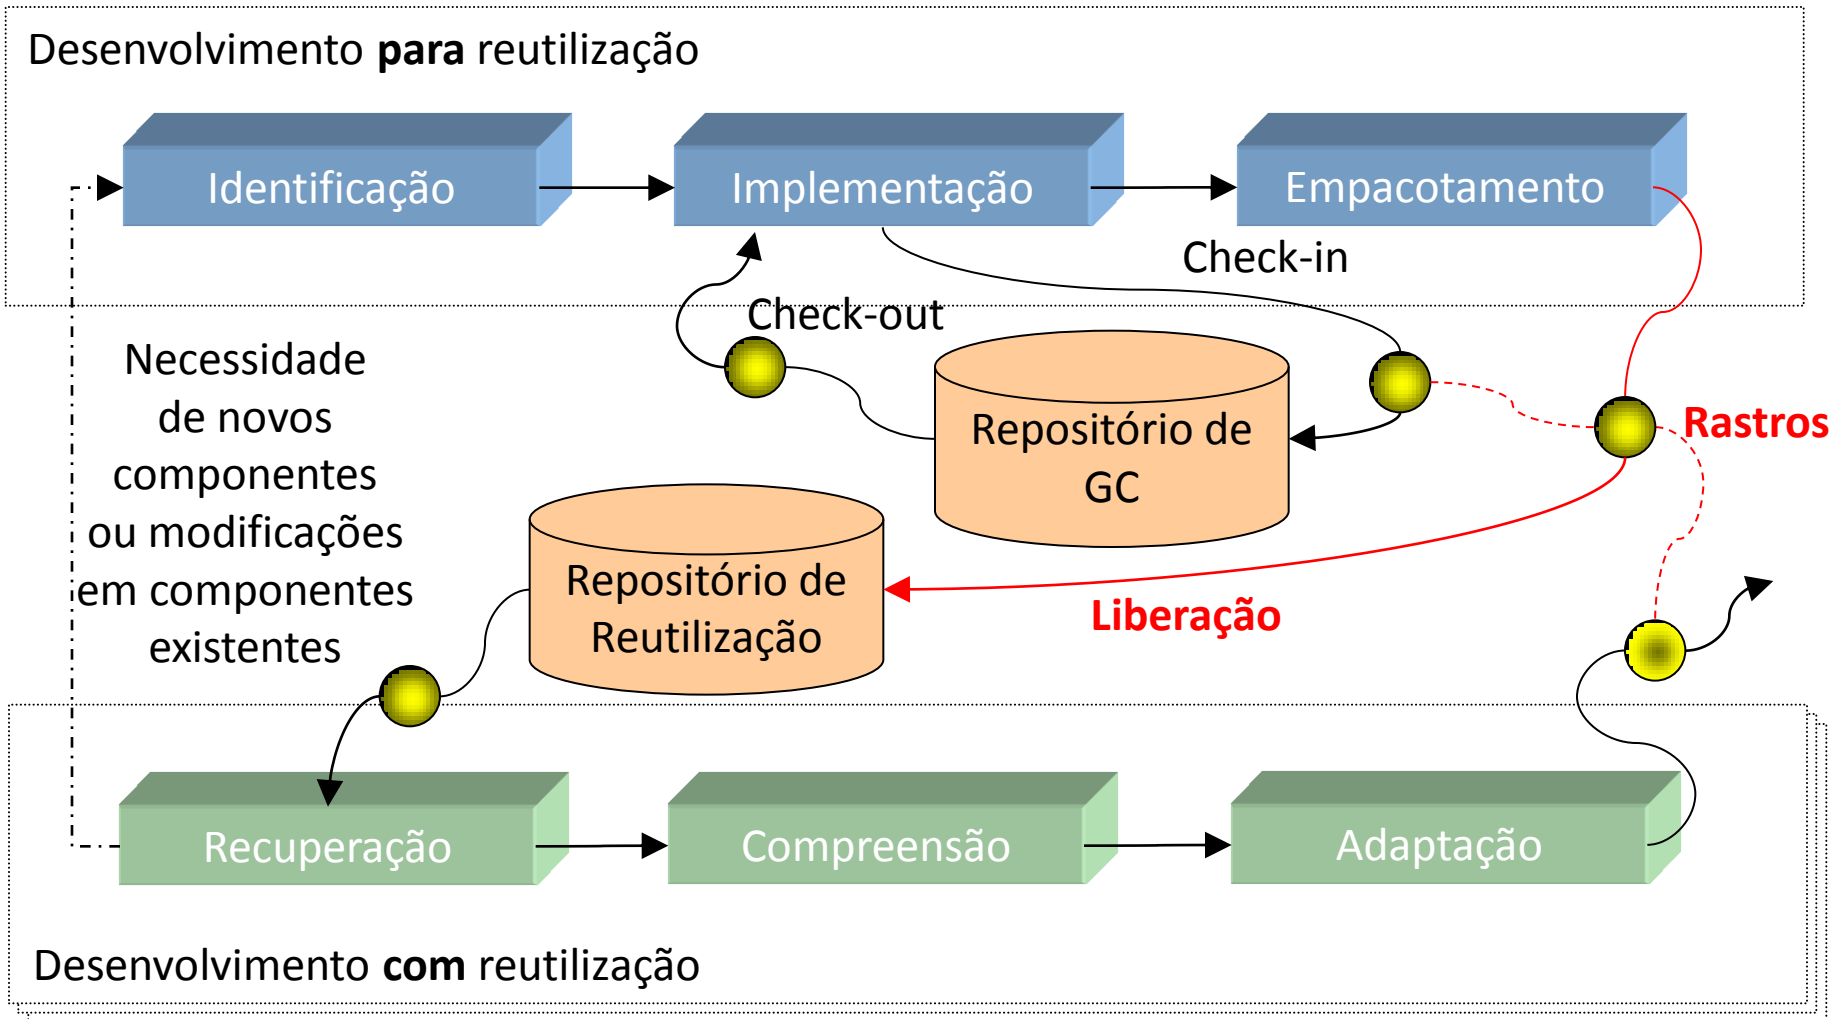 Desenvolvimento para reutilização
Identificação
Implementação
Empacotamento
Check-in
Check-out
Necessidade
de novos
componentes
ou modificações
em componentes
existentes
Repositório de
GC
Rastros
Repositório de
Reutilização
Liberação
Recuperação
Compreensão
Adaptação
Desenvolvimento com reutilização